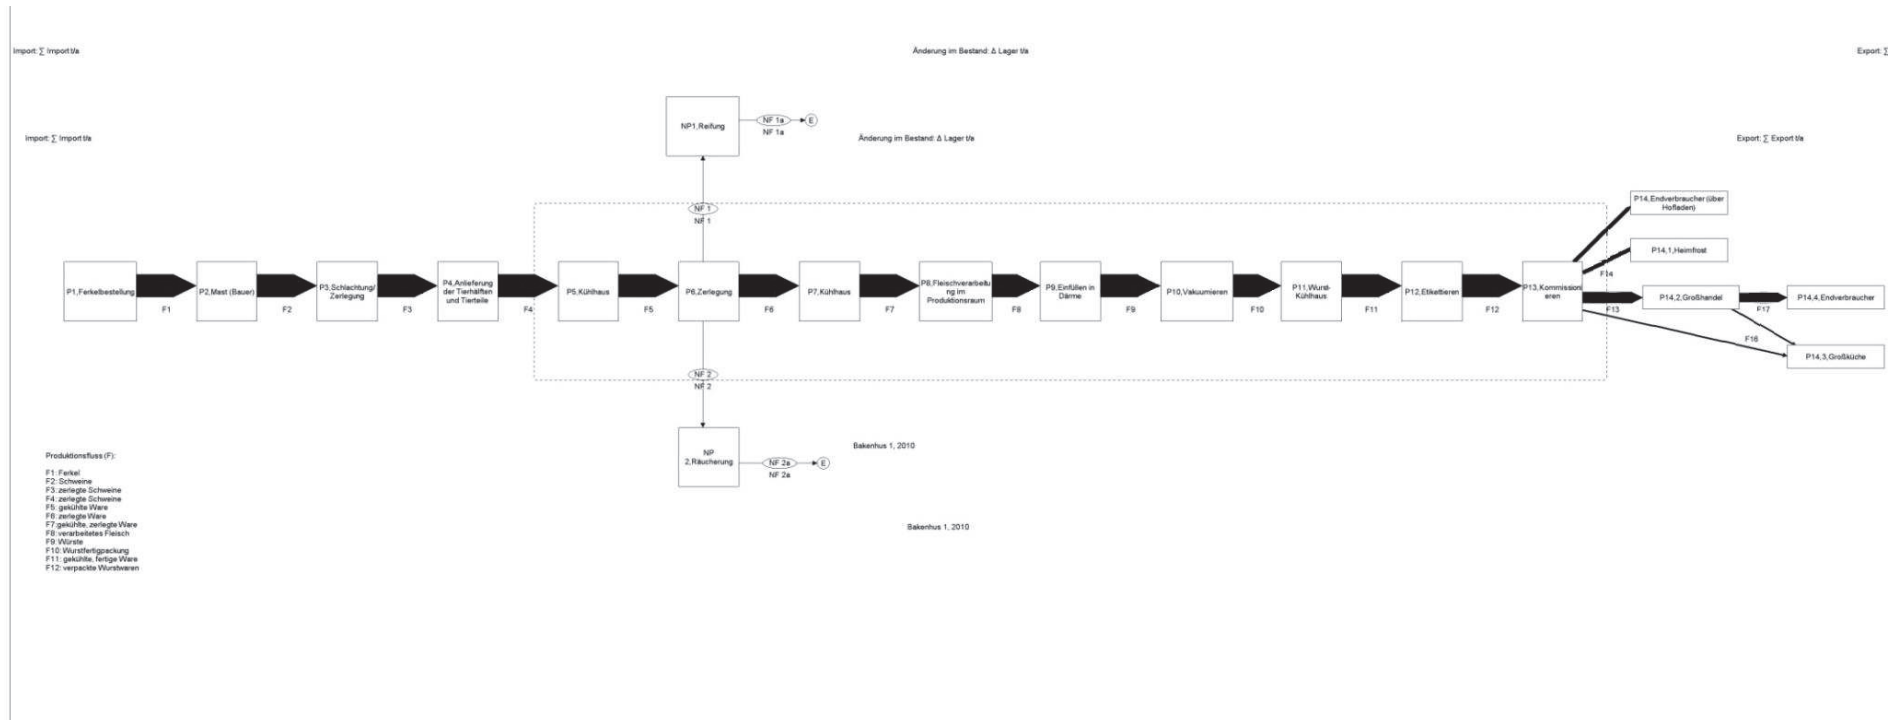 Import: ∑ Import t/a
Änderung im Bestand: Δ Lager t/a
Export: ∑
Import: ∑ Import t/a
Änderung im Bestand: Δ Lager t/a
Export: ∑ Export t/a
NP1,Reifung
NF 1a
NF 1a
E
NF 1
NF 1
P1,Ferkelbestellung
F1
P2,Mast (Bauer)
F2
P3,Schlachtung/
Zerlegung
F3
P4,Anlieferung
der Tierhälften
und Tierteile
F4
P5,Kühlhaus
F5
P6,Zerlegung
F6
P7,Kühlhaus
F7
P8,Fleischverarbeitu
ng im
Produktionsraum
F8
P9,Einfüllen in
Därme
F9
P10,Vakuumieren
F10
P11,Wurst-
Kühlhaus
F11
P12,Etikettieren
F12
P13,Kommissioni
eren
P14,Endverbraucher (über
Hofladen)
P14,1,Heimfrost
F14
F13
P14,2,Großhandel
F17
P14,4,Endverbraucher
F16
P14,3,Großküche
NF 2
NF 2
NP
2,Räucherung
NF 2a
NF 2a
E
Bakenhus 1, 2010
Bakenhus 1, 2010
Produktionsfluss (F):
F1: Ferkel
F2: Schweine
F3: zerlegte Schweine
F4: zerlegte Schweine
F5: gekühlte Ware
F6: zerlegte Ware
F7:gekühlte, zerlegte Ware
F8: verarbeitetes Fleisch
F9: Würste
F10: Wurstfertigpackung
F11: gekühlte, fertige Ware
F12: verpackte Wurstwaren